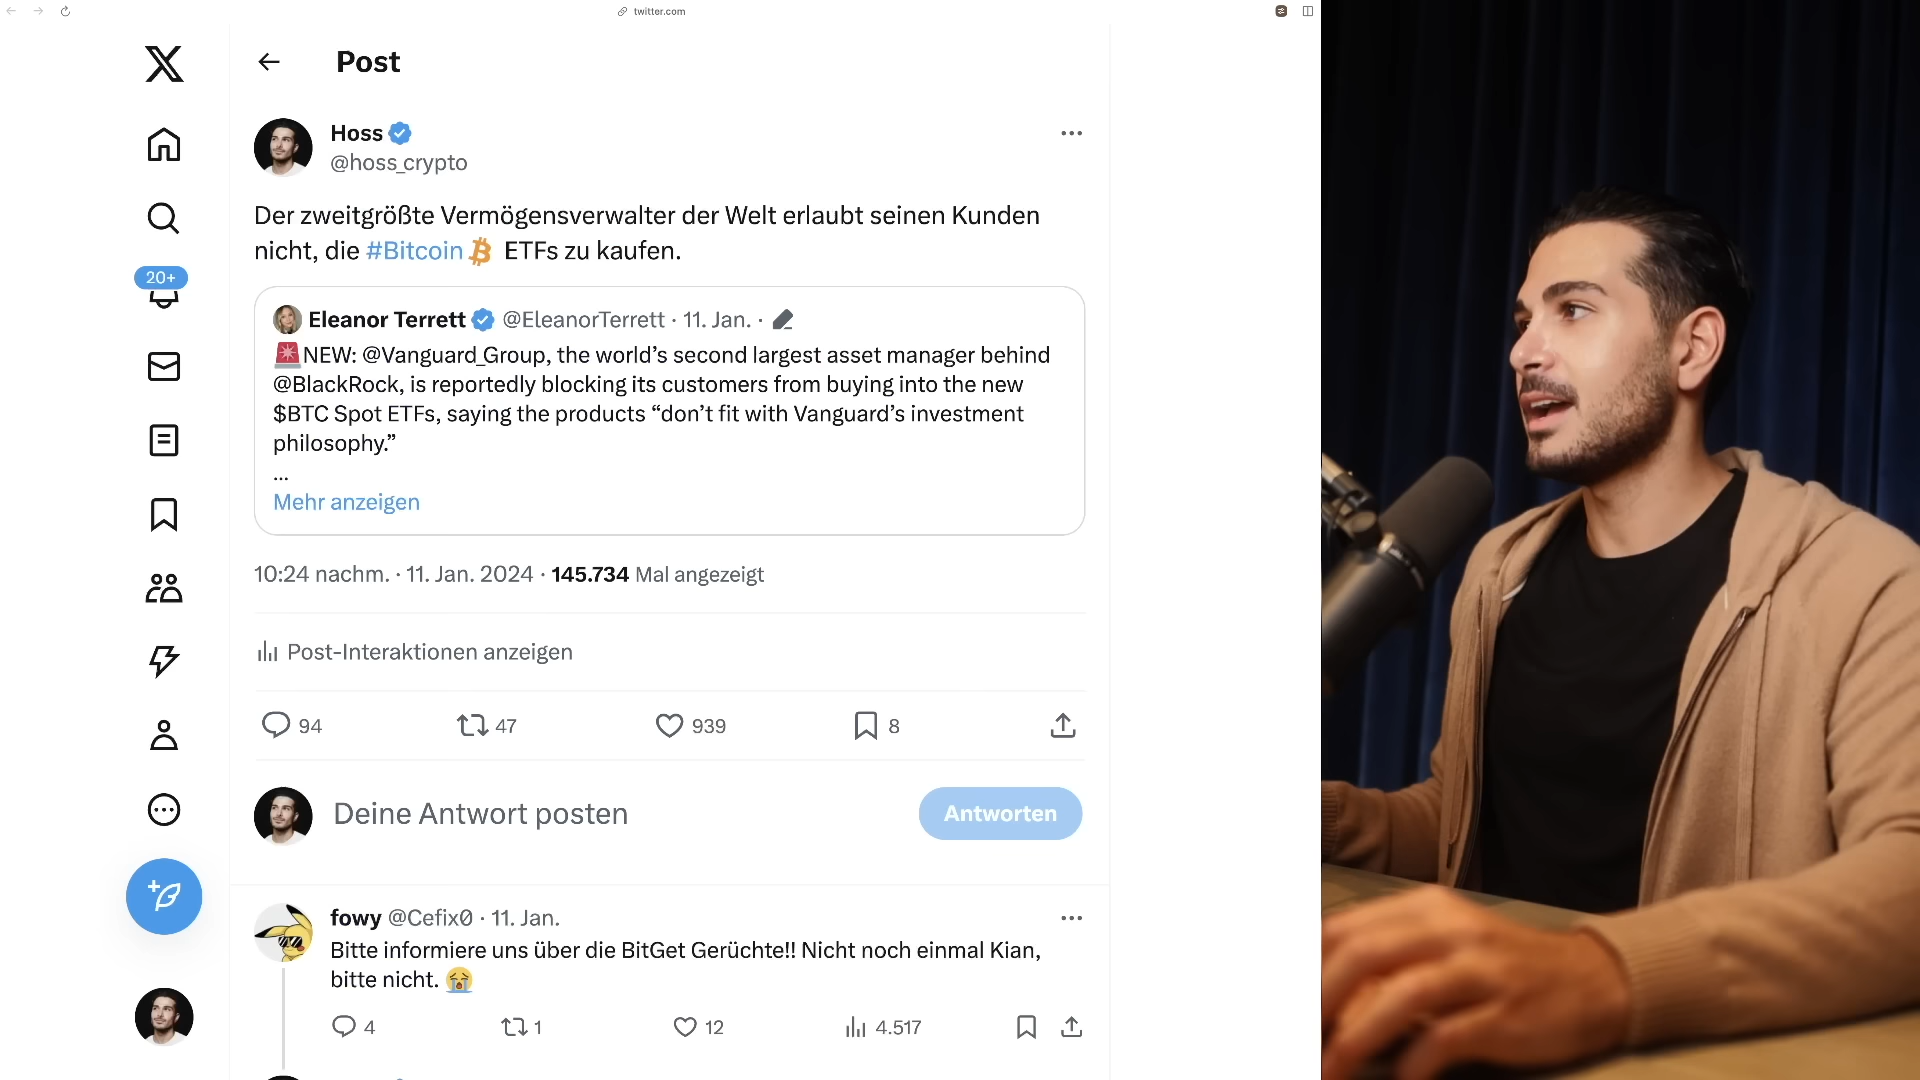 twitter.com
Post
Hoss
@hoss_crypto
Der zweitgrößte Vermögensverwalter der Welt erlaubt seinen Kunden
nicht, die #Bitcoin ETFs zu kaufen.
20+
Eleanor Terrett @EleanorTerrett · 11. Jan. ·
🚨NEW: @Vanguard_Group, the world’s second largest asset manager behind
@BlackRock, is reportedly blocking its customers from buying into the new
$BTC Spot ETFs, saying the products “don’t fit with Vanguard’s investment
philosophy.”
...
Mehr anzeigen
10:24 nachm. · 11. Jan. 2024 · 145.734 Mal angezeigt
Post-Interaktionen anzeigen
94 47 939 8
Deine Antwort posten Antworten
fowy @Cefix0 · 11. Jan.
Bitte informiere uns über die BitGet Gerüchte!! Nicht noch einmal Kian,
bitte nicht. 😭
4 1 12 4.517